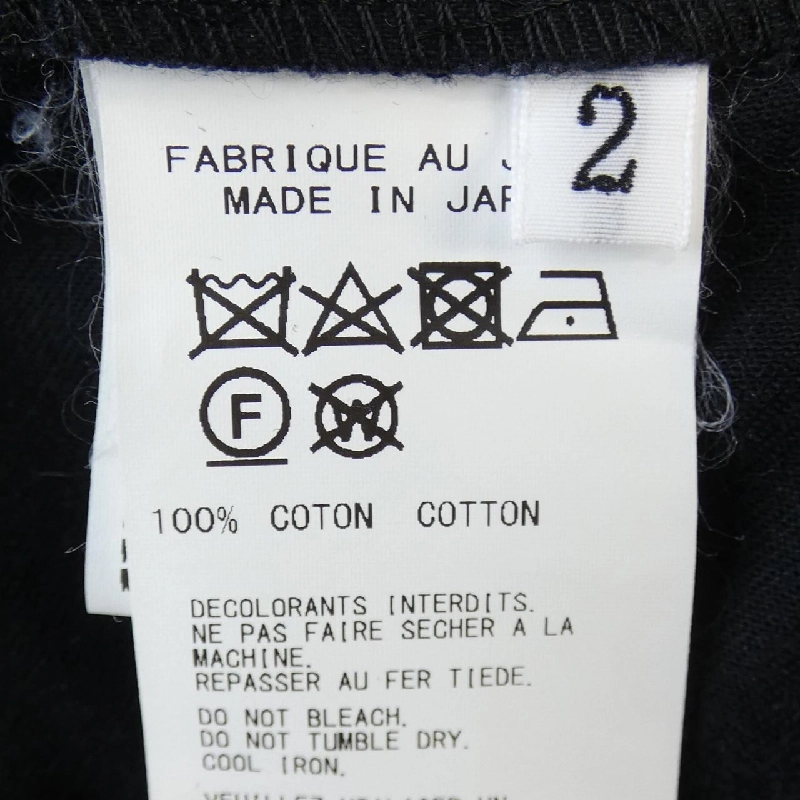 2
FABRIQUE AU
MADE IN
F
W
100% COTON COTTON
DECOLORANTS INTERDITS.
NE PAS FAIRE SECHER A LA
MACHINE.
REPASSER AU FER TIEDE.
DO NOT BLEACH.
DO NOT TUMBLE DRY.
COOL IRON.